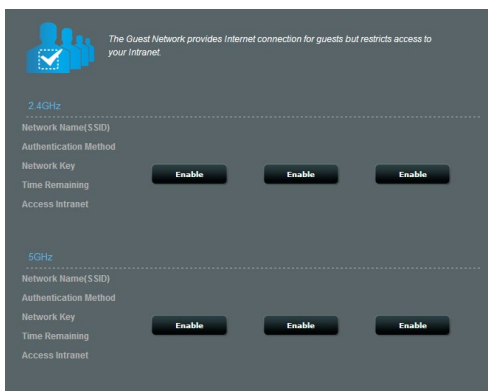 The Guest Network provides Internet connection for guests but restricts access to
your Intranet.
2.4GHz
Network Name(SSID)
Authentication Method
Network Key
Enable Enable Enable
Time Remaining
Access Intranet
5GHz
Network Name(SSID)
Authentication Method
Network Key
Enable Enable Enable
Time Remaining
Access Intranet